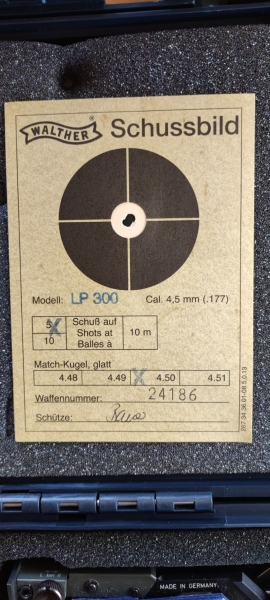 WALTHER Schussbild
Modell: LP 300 Cal. 4,5 mm (.177)
5 X
10
Schuß auf
Shots at
Balles à
10 m
Match-Kugel, glatt
4.48 4.49 X 4.50 4.51
Waffennummer: 24186
Schütze:
MADE IN GERMANY